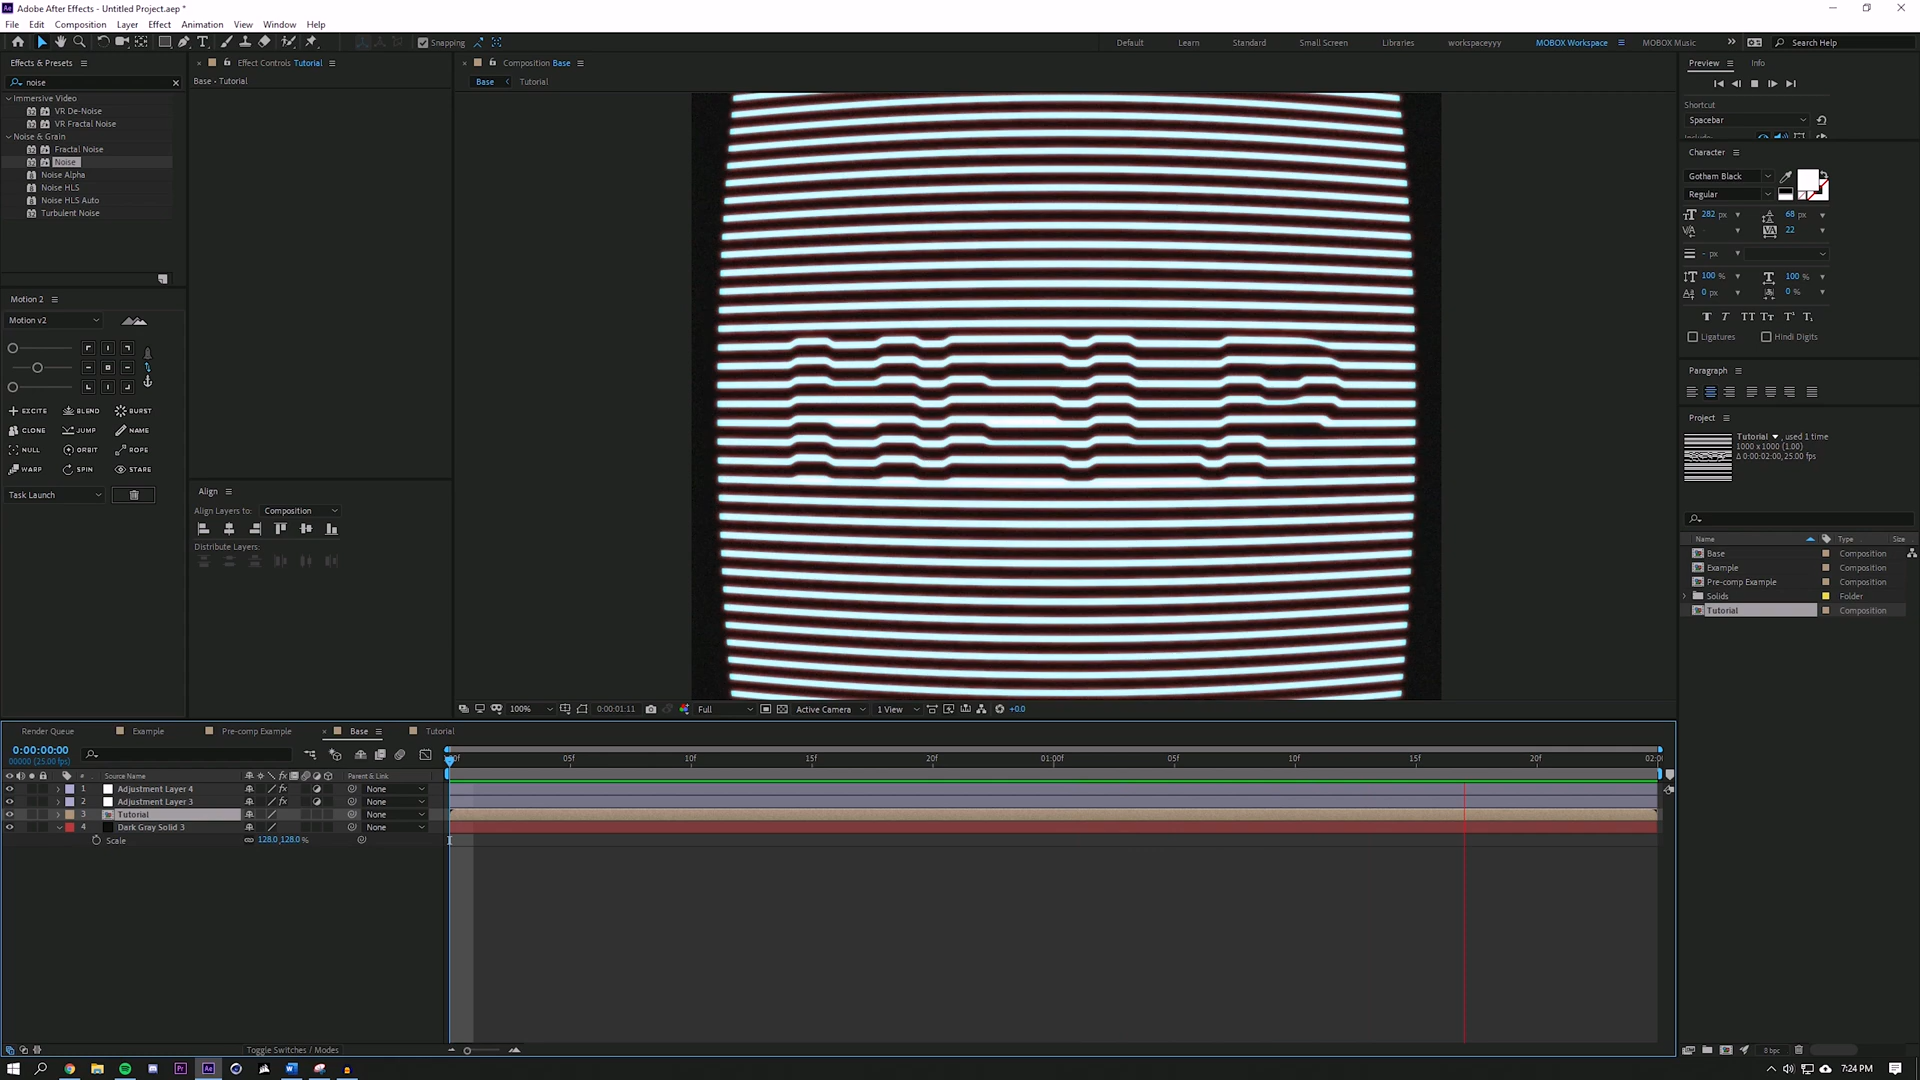 Adobe After Effects - Untitled Project.aep *
File Edit Composition Layer Effect Animation View Window Help
Snapping
Default Learn Standard Small Screen Libraries workspaceyyy MOBOX Workspace MOBOX Music Search Help
Effects & Presets
noise
Immersive Video
VR De-Noise
VR Fractal Noise
Noise & Grain
Fractal Noise
Noise
Noise Alpha
Noise HLS
Noise HLS Auto
Turbulent Noise
Motion 2
Motion v2
EXCITE BLEND BURST
CLONE JUMP NAME
NULL ORBIT ROPE
WARP SPIN STARE
Task Launch
Effect Controls Tutorial
Base • Tutorial
Align
Align Layers to: Composition
Distribute Layers:
Composition Base
Base Tutorial
100% 0:00:01:11 Full Active Camera 1 View +0.0
Preview Info
Shortcut
Spacebar
Include:
Character
Gotham Black
Regular
282 px 68 px
22
- px
100 % 100 %
0 px 0 %
Ligatures Hindi Digits
Paragraph
Project
Tutorial , used 1 time
1000 x 1000 (1.00)
Δ 0:00:02:00, 25.00 fps
Name Type Size
Base Composition
Example Composition
Pre-comp Example Composition
Solids Folder
Tutorial Composition
8 bpc
Render Queue Example Pre-comp Example Base Tutorial
0:00:00:00
00000 (25.00 fps)
05f 10f 15f 20f 01:00f 05f 10f 15f 20f 02:0
# Source Name Parent & Link
1 Adjustment Layer 4 None
2 Adjustment Layer 3 None
3 Tutorial None
4 Dark Gray Solid 3 None
Scale 128.0,128.0 %
Toggle Switches / Modes
7:24 PM